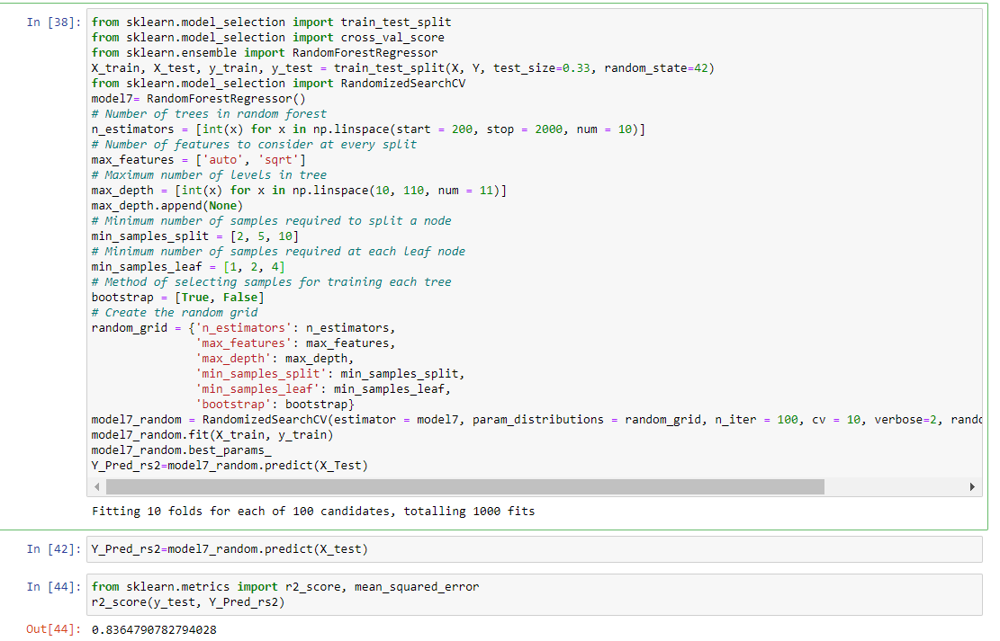 In [38]: from sklearn.model_selection import train_test_split
from sklearn.model_selection import cross_val_score
from sklearn.ensemble import RandomForestRegressor
X_train, X_test, y_train, y_test = train_test_split(X, Y, test_size=0.33, random_state=42)
from sklearn.model_selection import RandomizedSearchCV
model7= RandomForestRegressor()
# Number of trees in random forest
n_estimators = [int(x) for x in np.linspace(start = 200, stop = 2000, num = 10)]
# Number of features to consider at every split
max_features = ['auto', 'sqrt']
# Maximum number of levels in tree
max_depth = [int(x) for x in np.linspace(10, 110, num = 11)]
max_depth.append(None)
# Minimum number of samples required to split a node
min_samples_split = [2, 5, 10]
# Minimum number of samples required at each leaf node
min_samples_leaf = [1, 2, 4]
# Method of selecting samples for training each tree
bootstrap = [True, False]
# Create the random grid
random_grid = {'n_estimators': n_estimators,
               'max_features': max_features,
               'max_depth': max_depth,
               'min_samples_split': min_samples_split,
               'min_samples_leaf': min_samples_leaf,
               'bootstrap': bootstrap}
model7_random = RandomizedSearchCV(estimator = model7, param_distributions = random_grid, n_iter = 100, cv = 10, verbose=2, rando
model7_random.fit(X_train, y_train)
model7_random.best_params_
Y_Pred_rs2=model7_random.predict(X_Test)
Fitting 10 folds for each of 100 candidates, totalling 1000 fits
In [42]: Y_Pred_rs2=model7_random.predict(X_test)
In [44]: from sklearn.metrics import r2_score, mean_squared_error
r2_score(y_test, Y_Pred_rs2)
Out[44]: 0.8364790782794028